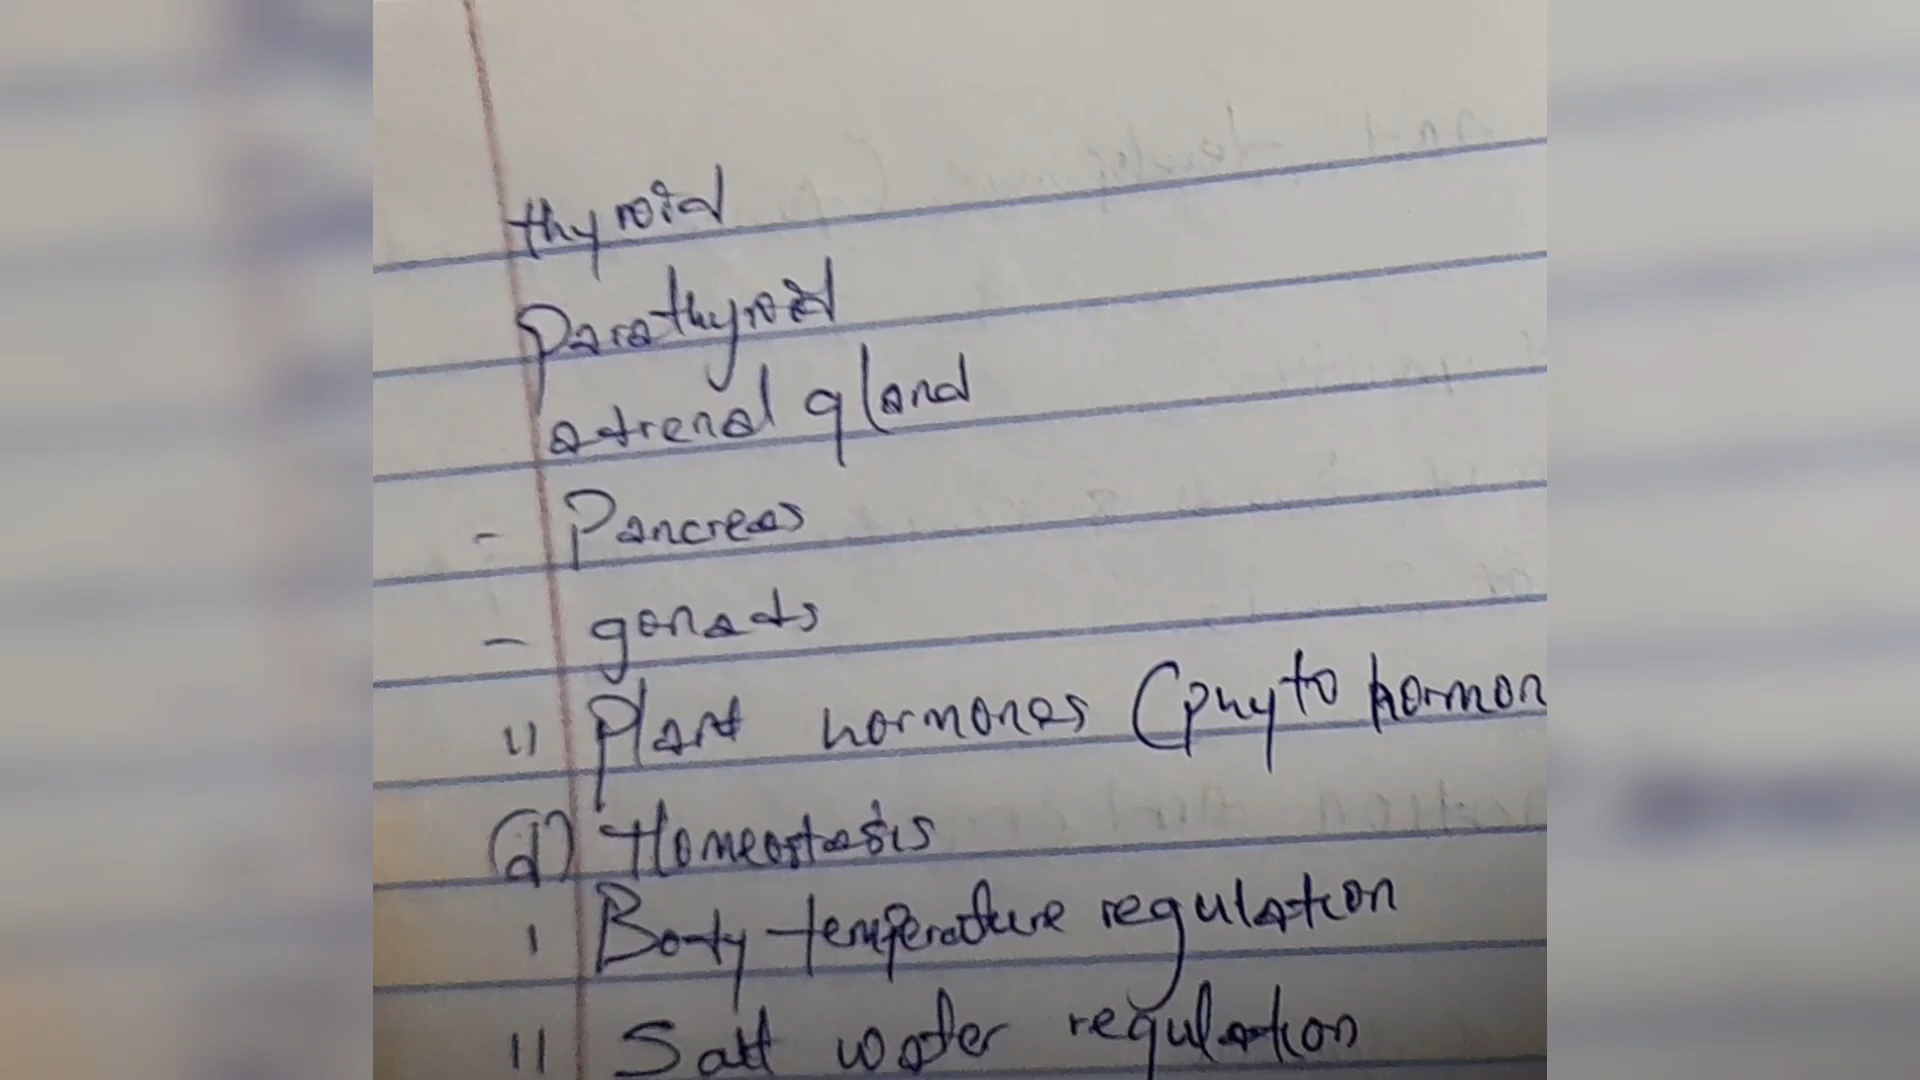 thyroid
Parathyroid
adrenal gland
- Pancreas
- gonads
ii Plant hormones (phyto hormon
(d) Homeostasis
i Body temperature regulation
ii Salt water regulation